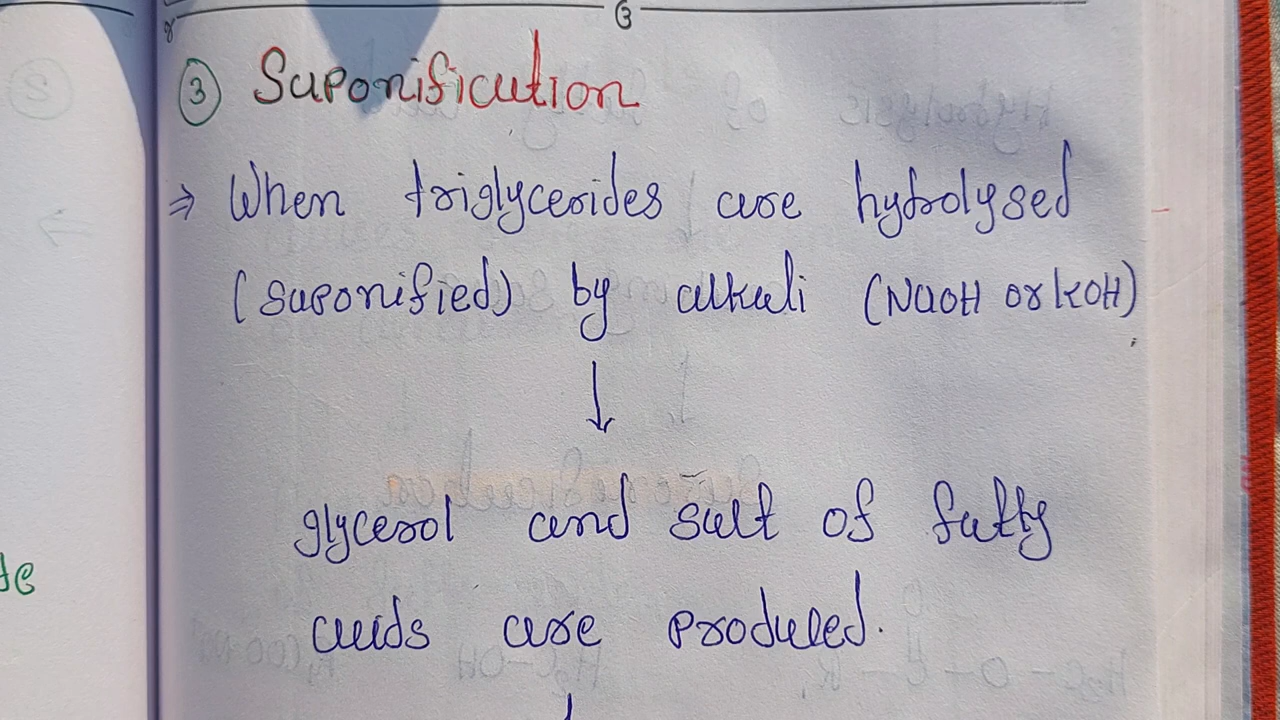 ③ Saponification
⇒ When triglycerides are hydrolysed
(saponified) by alkali (NaOH or KOH)
↓
glycerol and salt of fatty
acids are produced.